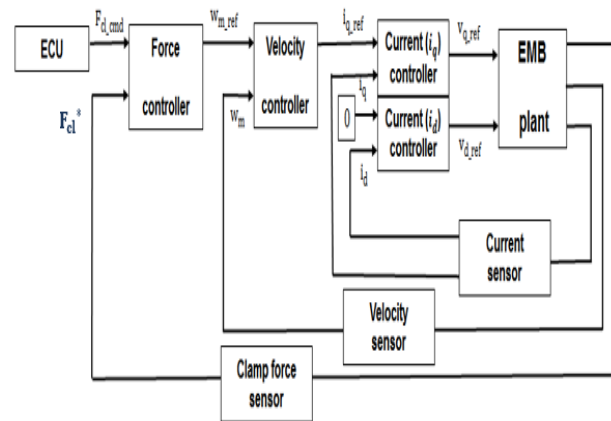 F_cl_cmd
w_m_ref
i_q_ref
v_q_ref
ECU
Force
controller
Velocity
controller
Current (i_q)
controller
EMB
plant
i_q
0
F_cl*
w_m
Current (i_d)
controller
i_d
v_d_ref
Current
sensor
Velocity
sensor
Clamp force
sensor